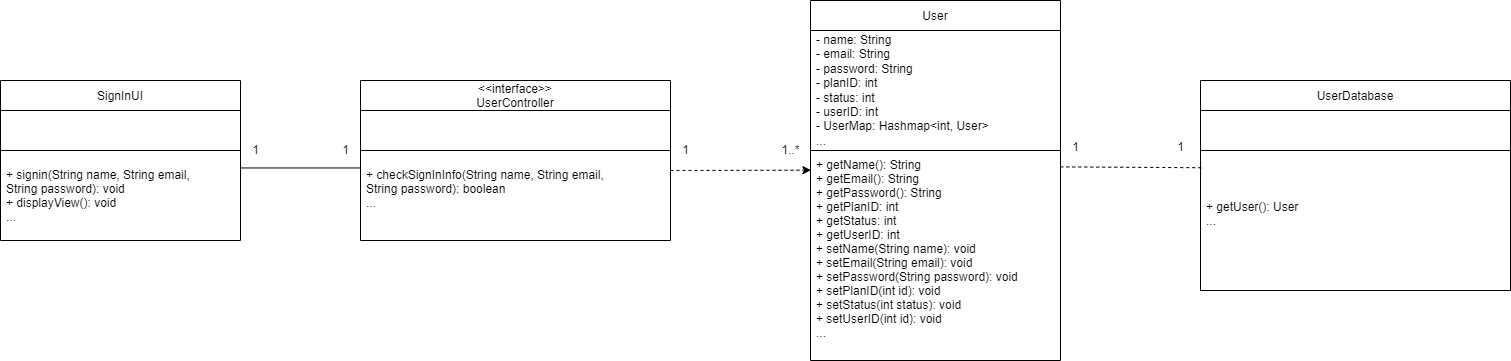 SignInUI
+ signin(String name, String email,
String password): void
+ displayView(): void
...
1
1
<<interface>>
UserController
+ checkSignInInfo(String name, String email,
String password): boolean
...
1
1..*
User
- name: String
- email: String
- password: String
- planID: int
- status: int
- userID: int
- UserMap: Hashmap<int, User>
...
+ getName(): String
+ getEmail(): String
+ getPassword(): String
+ getPlanID: int
+ getStatus: int
+ getUserID: int
+ setName(String name): void
+ setEmail(String email): void
+ setPassword(String password): void
+ setPlanID(int id): void
+ setStatus(int status): void
+ setUserID(int id): void
...
1
1
UserDatabase
+ getUser(): User
...